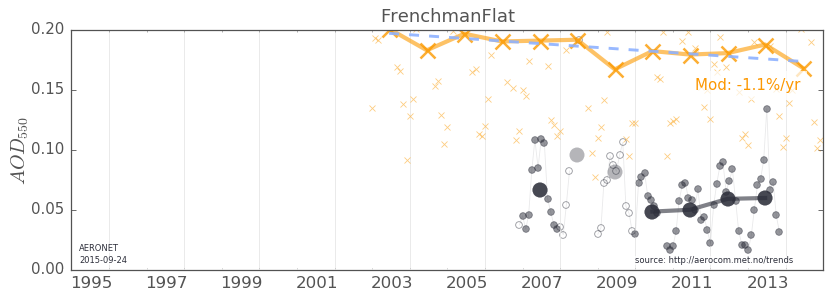 FrenchmanFlat
0.20
0.15
0.10
0.05
0.00
AOD550
Mod: -1.1%/yr
AERONET
2015-09-24
source: http://aerocom.met.no/trends
1995 1997 1999 2001 2003 2005 2007 2009 2011 2013